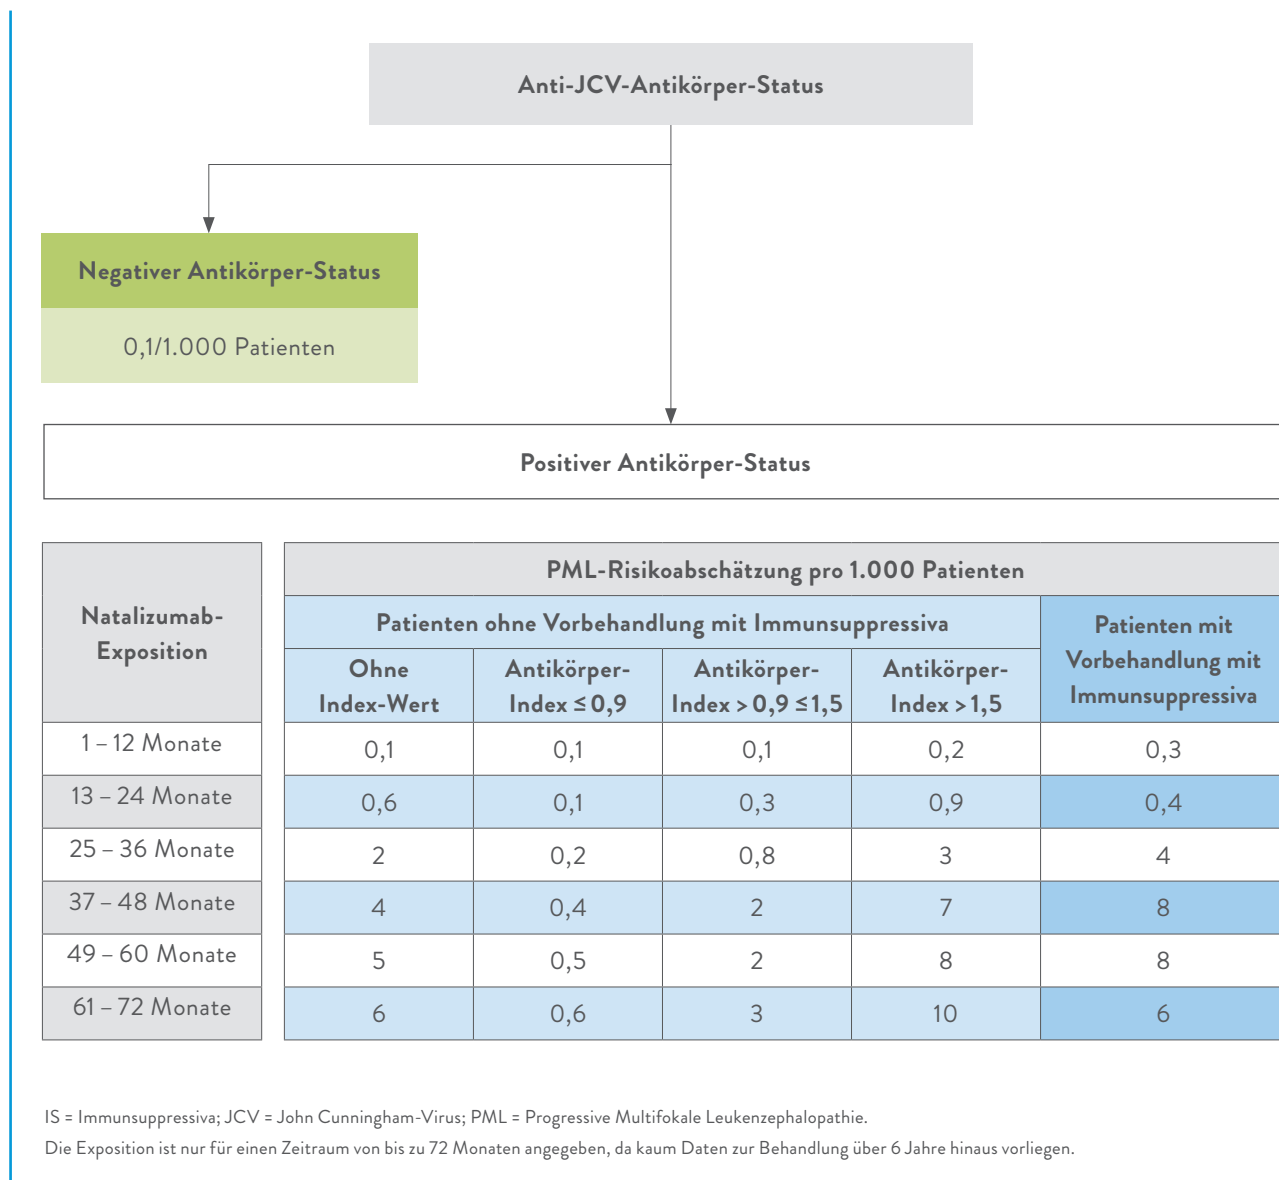 Anti-JCV-Antikörper-Status
Negativer Antikörper-Status
0,1/1.000 Patienten
Positiver Antikörper-Status
Natalizumab-
Exposition
PML-Risikoabschätzung pro 1.000 Patienten
Patienten ohne Vorbehandlung mit Immunsuppressiva
Patienten mit
Vorbehandlung mit
Immunsuppressiva
Ohne
Index-Wert
Antikörper-
Index ≤ 0,9
Antikörper-
Index > 0,9 ≤ 1,5
Antikörper-
Index > 1,5
1 – 12 Monate 0,1 0,1 0,1 0,2 0,3
13 – 24 Monate 0,6 0,1 0,3 0,9 0,4
25 – 36 Monate 2 0,2 0,8 3 4
37 – 48 Monate 4 0,4 2 7 8
49 – 60 Monate 5 0,5 2 8 8
61 – 72 Monate 6 0,6 3 10 6
IS = Immunsuppressiva; JCV = John Cunningham-Virus; PML = Progressive Multifokale Leukenzephalopathie.
Die Exposition ist nur für einen Zeitraum von bis zu 72 Monaten angegeben, da kaum Daten zur Behandlung über 6 Jahre hinaus vorliegen.